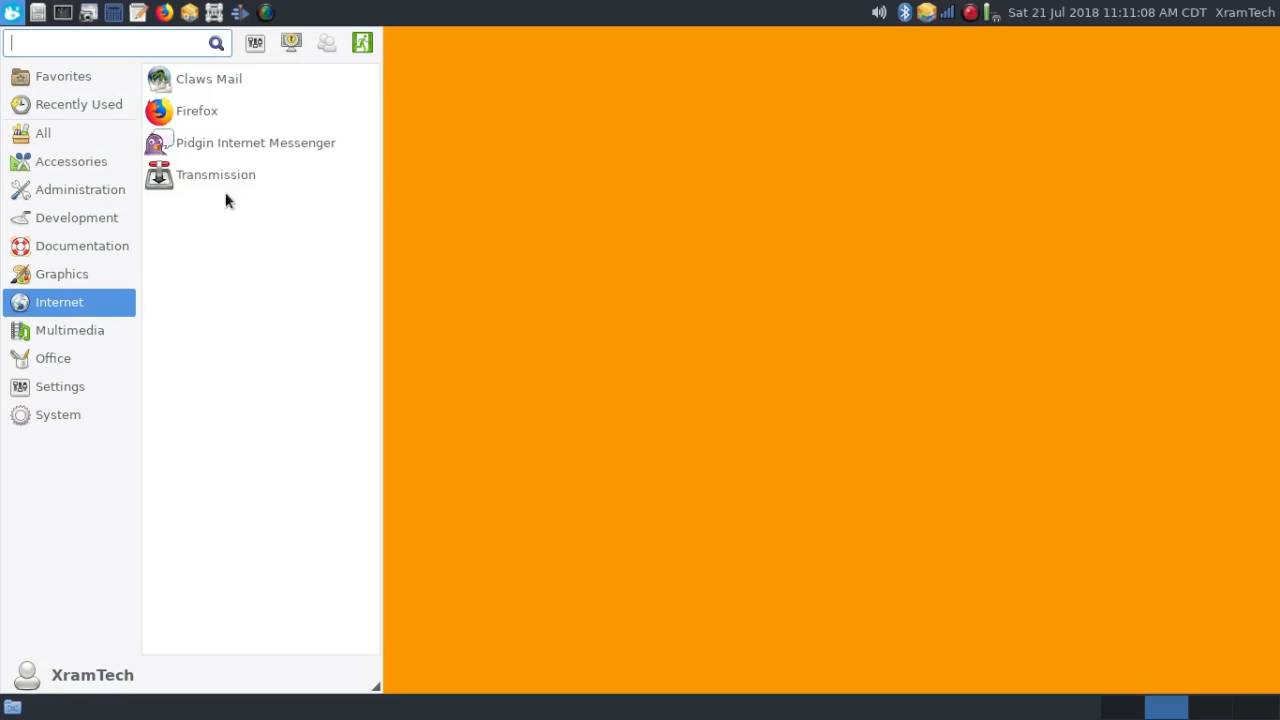 Sat 21 Jul 2018 11:11:08 AM CDT XramTech
Favorites
Recently Used
All
Accessories
Administration
Development
Documentation
Graphics
Internet
Multimedia
Office
Settings
System
Claws Mail
Firefox
Pidgin Internet Messenger
Transmission
XramTech